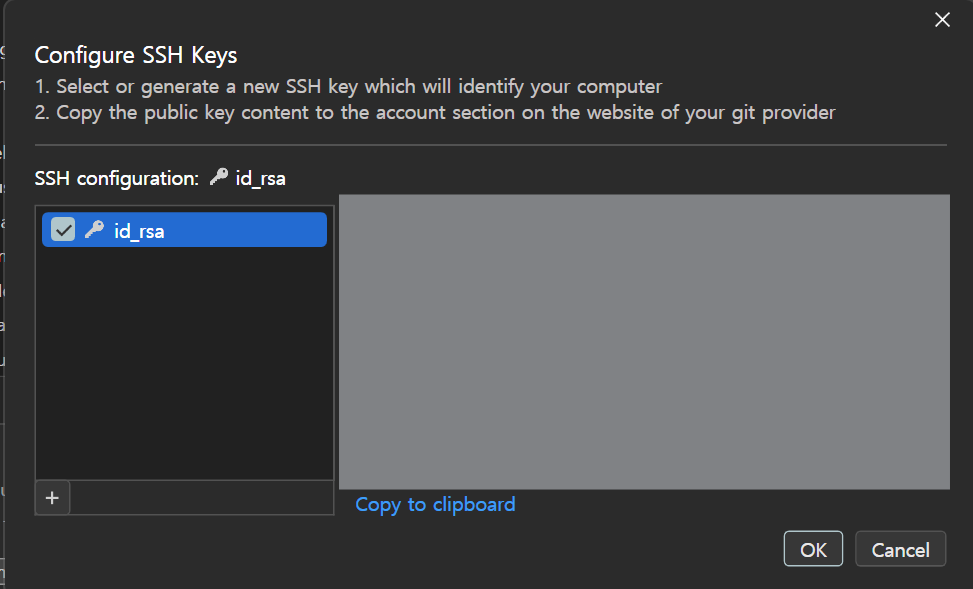 Configure SSH Keys
1. Select or generate a new SSH key which will identify your computer
2. Copy the public key content to the account section on the website of your git provider
SSH configuration: id_rsa
id_rsa
+
Copy to clipboard
OK Cancel